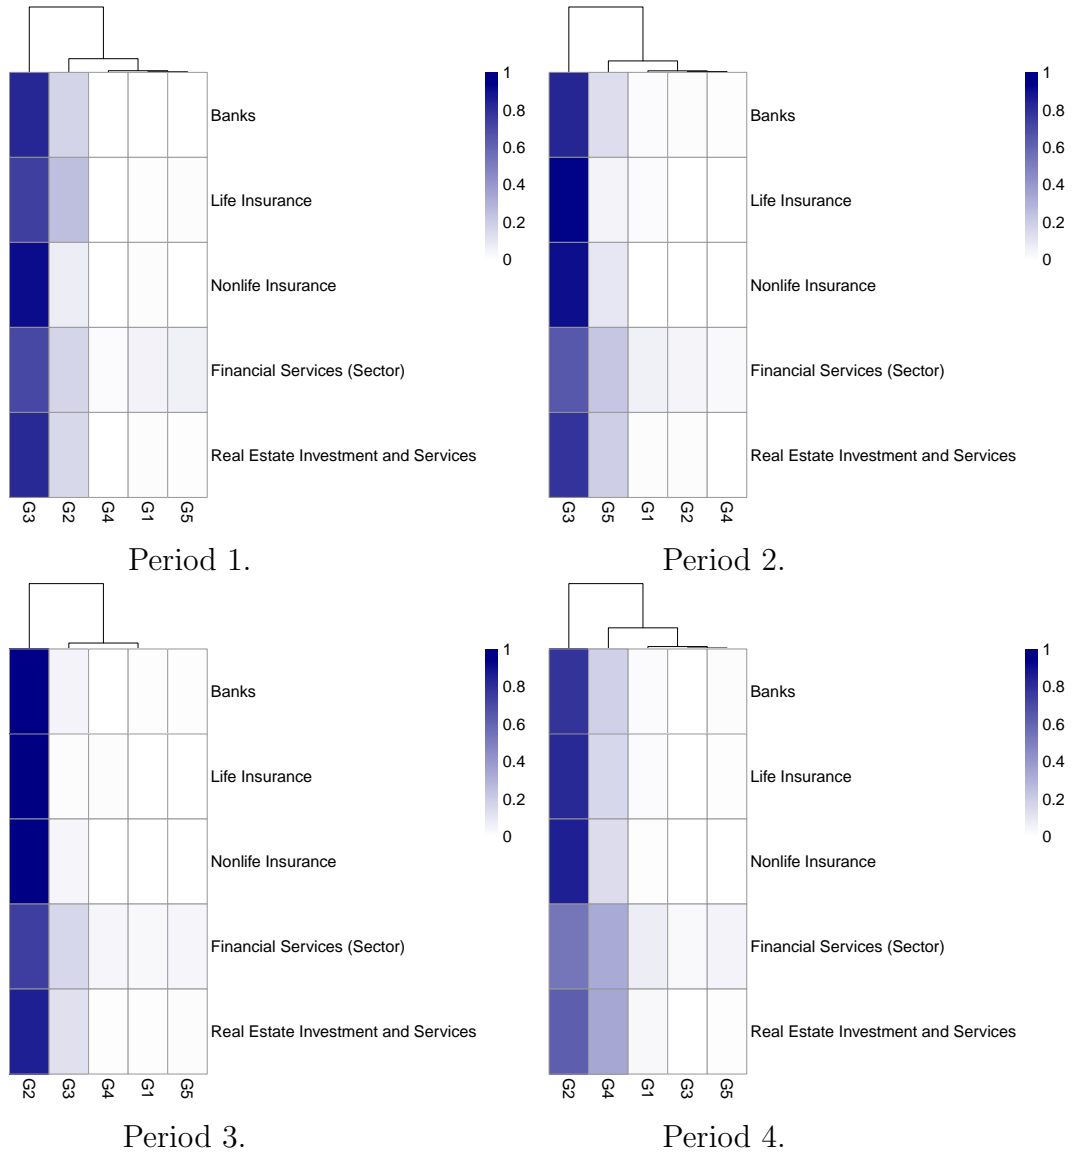 1
0.8
0.6
0.4
0.2
0
Banks
Life Insurance
Nonlife Insurance
Financial Services (Sector)
Real Estate Investment and Services
G3 G2 G4 G1 G5
Period 1.
1
0.8
0.6
0.4
0.2
0
Banks
Life Insurance
Nonlife Insurance
Financial Services (Sector)
Real Estate Investment and Services
G3 G5 G1 G2 G4
Period 2.
1
0.8
0.6
0.4
0.2
0
Banks
Life Insurance
Nonlife Insurance
Financial Services (Sector)
Real Estate Investment and Services
G2 G3 G4 G1 G5
Period 3.
1
0.8
0.6
0.4
0.2
0
Banks
Life Insurance
Nonlife Insurance
Financial Services (Sector)
Real Estate Investment and Services
G2 G4 G1 G3 G5
Period 4.